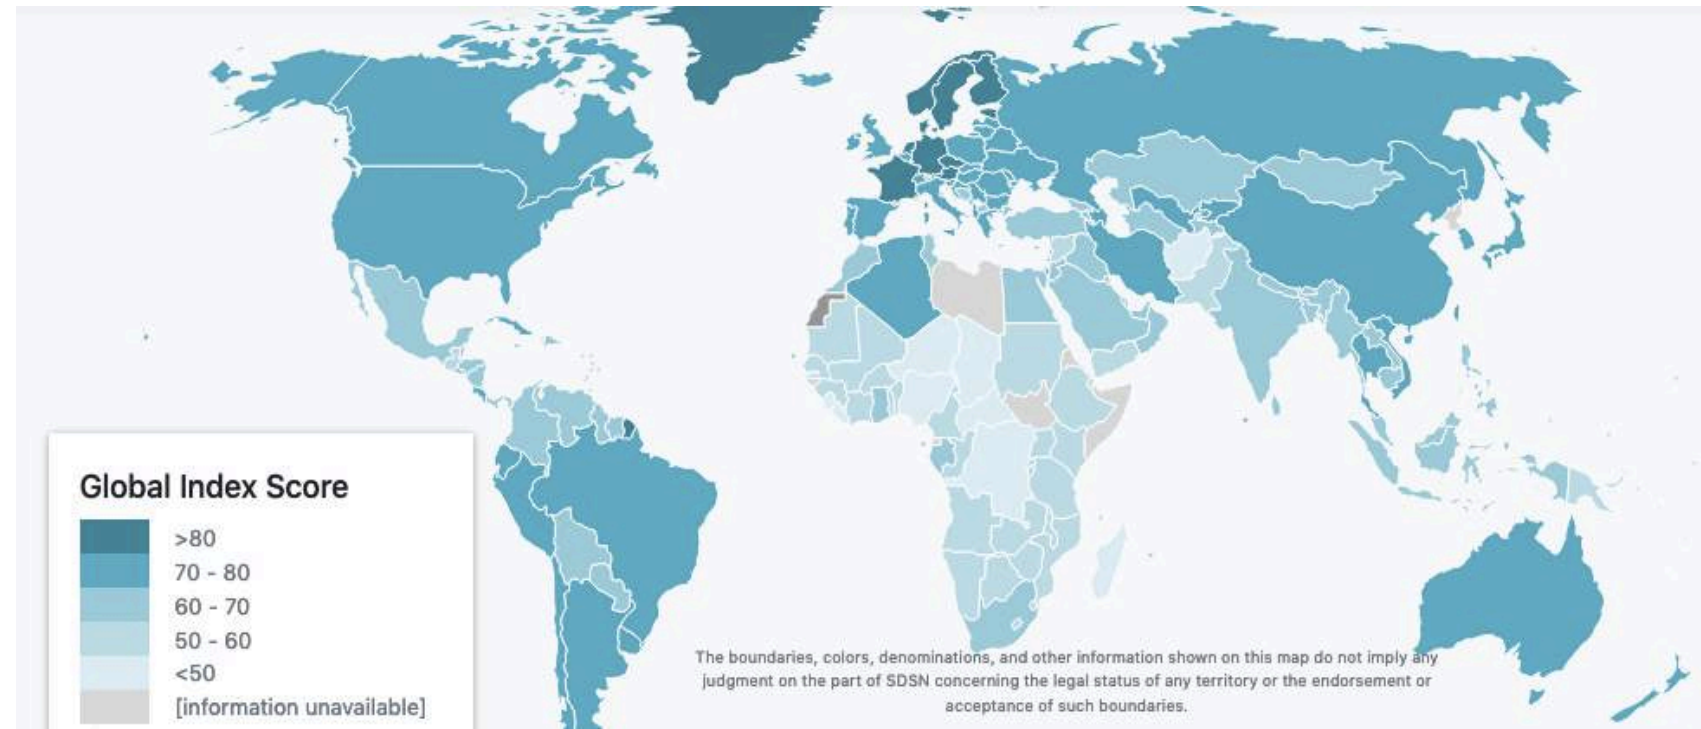 Global Index Score
>80
70 - 80
60 - 70
50 - 60
<50
[information unavailable]
The boundaries, colors, denominations, and other information shown on this map do not imply any
judgment on the part of SDSN concerning the legal status of any territory or the endorsement or
acceptance of such boundaries.